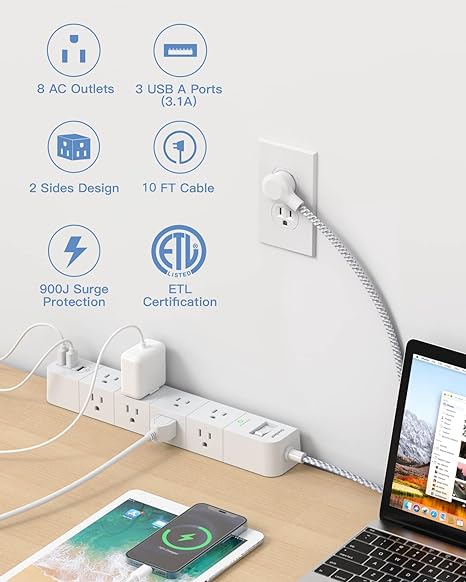 8 AC Outlets
3 USB A Ports
(3.1A)
2 Sides Design
10 FT Cable
900J Surge
Protection
ETL
LISTED
ETL
Certification